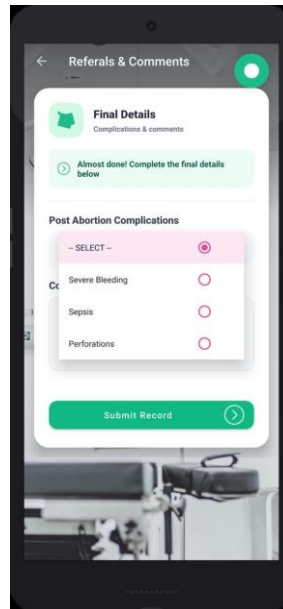 Referals & Comments
Final Details
Complications & comments
Almost done! Complete the final details
below
Post Abortion Complications
-- SELECT --
Severe Bleeding
Co
Sepsis
Perforations
Submit Record